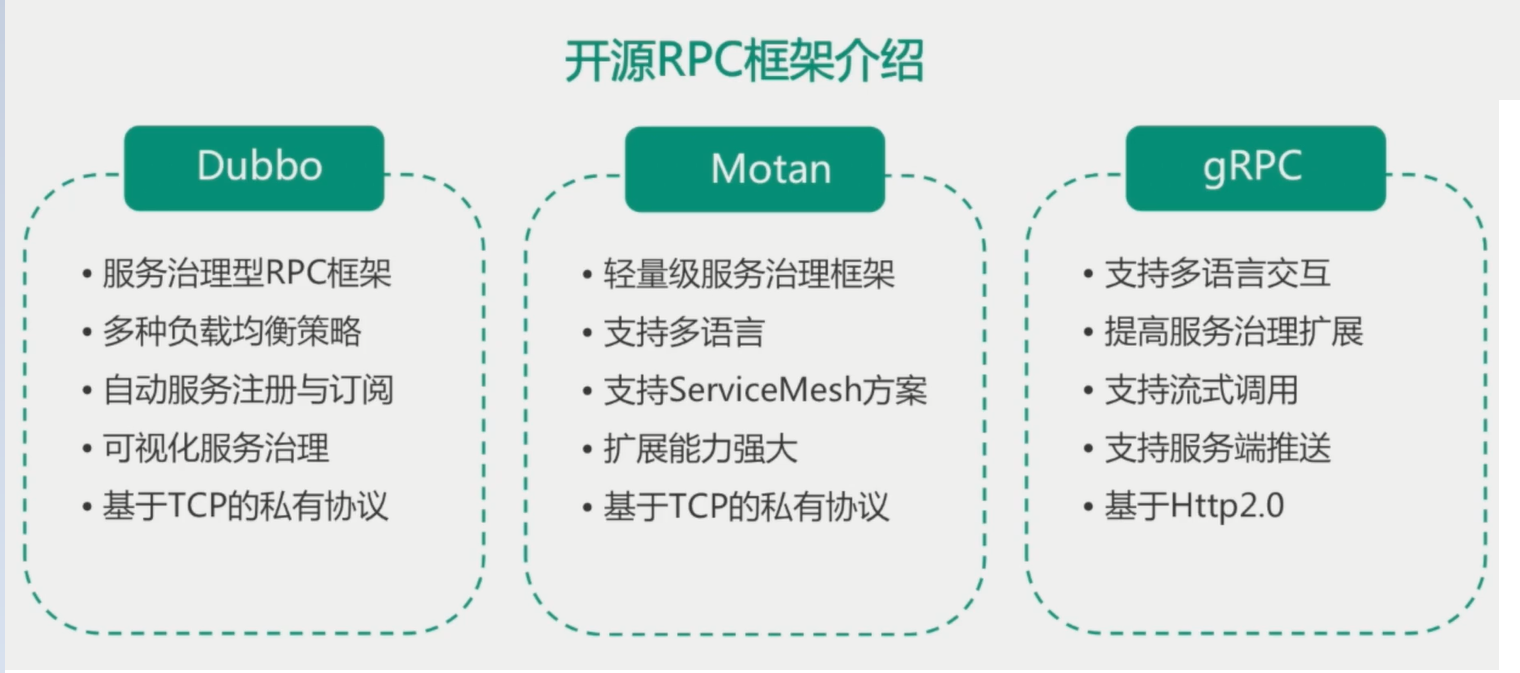 开源RPC框架介绍
Dubbo
• 服务治理型RPC框架
• 多种负载均衡策略
• 自动服务注册与订阅
• 可视化服务治理
• 基于TCP的私有协议
Motan
• 轻量级服务治理框架
• 支持多语言
• 支持ServiceMesh方案
• 扩展能力强大
• 基于TCP的私有协议
gRPC
• 支持多语言交互
• 提高服务治理扩展
• 支持流式调用
• 支持服务端推送
• 基于Http2.0